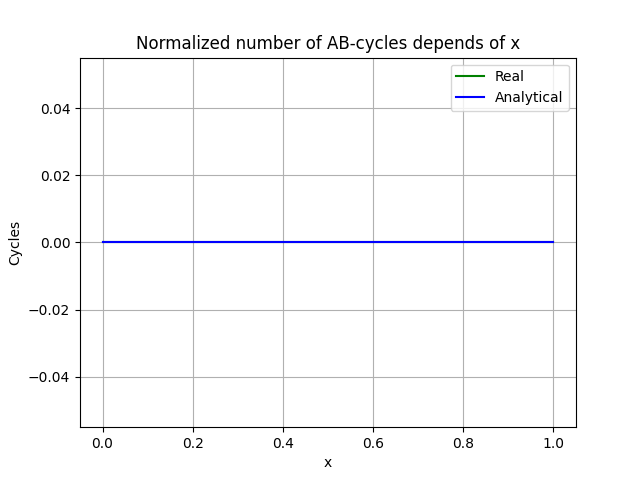 Normalized number of AB-cycles depends of x
Real
Analytical
0.04
0.02
0.00
−0.02
−0.04
Cycles
0.0 0.2 0.4 0.6 0.8 1.0
x